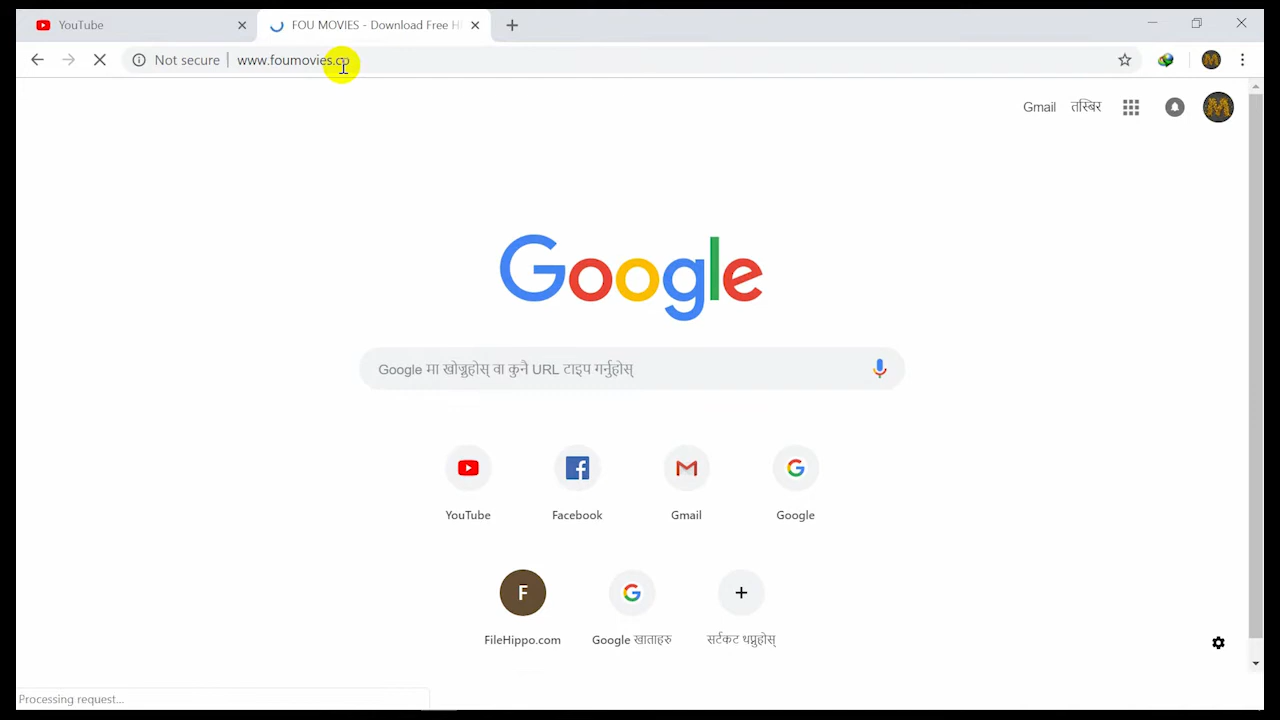 YouTube
FOU MOVIES - Download Free H
Not secure
www.foumovies.co
Gmail
तस्बिर
Google
Google मा खोज्नुहोस् वा कुनै URL टाइप गर्नुहोस्
YouTube
Facebook
Gmail
Google
F
FileHippo.com
Google खाताहरु
सर्टकट थप्नुहोस्
Processing request...